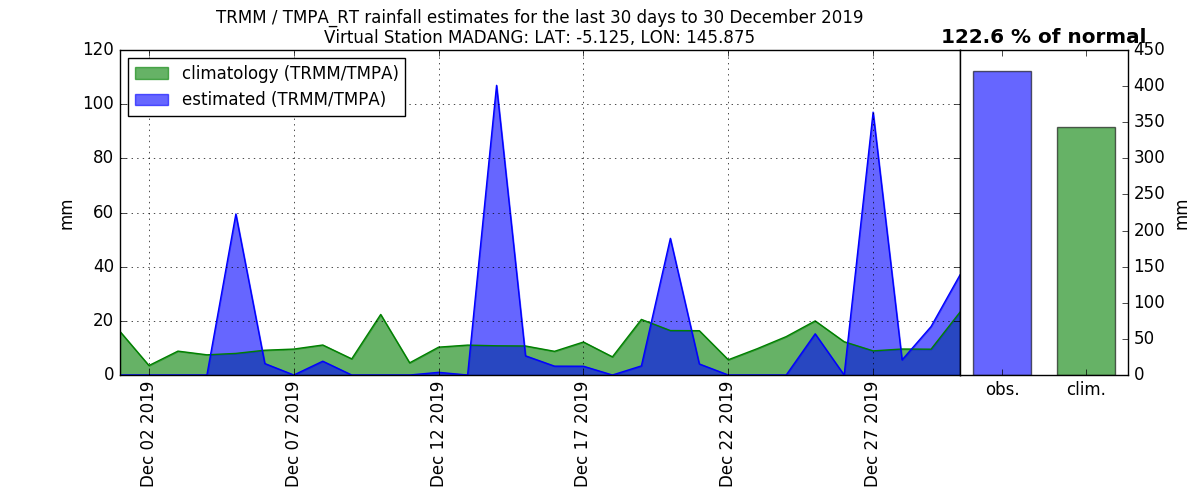 TRMM / TMPA_RT rainfall estimates for the last 30 days to 30 December 2019
Virtual Station MADANG: LAT: -5.125, LON: 145.875
122.6 % of normal
climatology (TRMM/TMPA)
estimated (TRMM/TMPA)
mm
120
100
80
60
40
20
0
Dec 02 2019
Dec 07 2019
Dec 12 2019
Dec 17 2019
Dec 22 2019
Dec 27 2019
obs.
clim.
450
400
350
300
250
200
150
100
50
0
mm